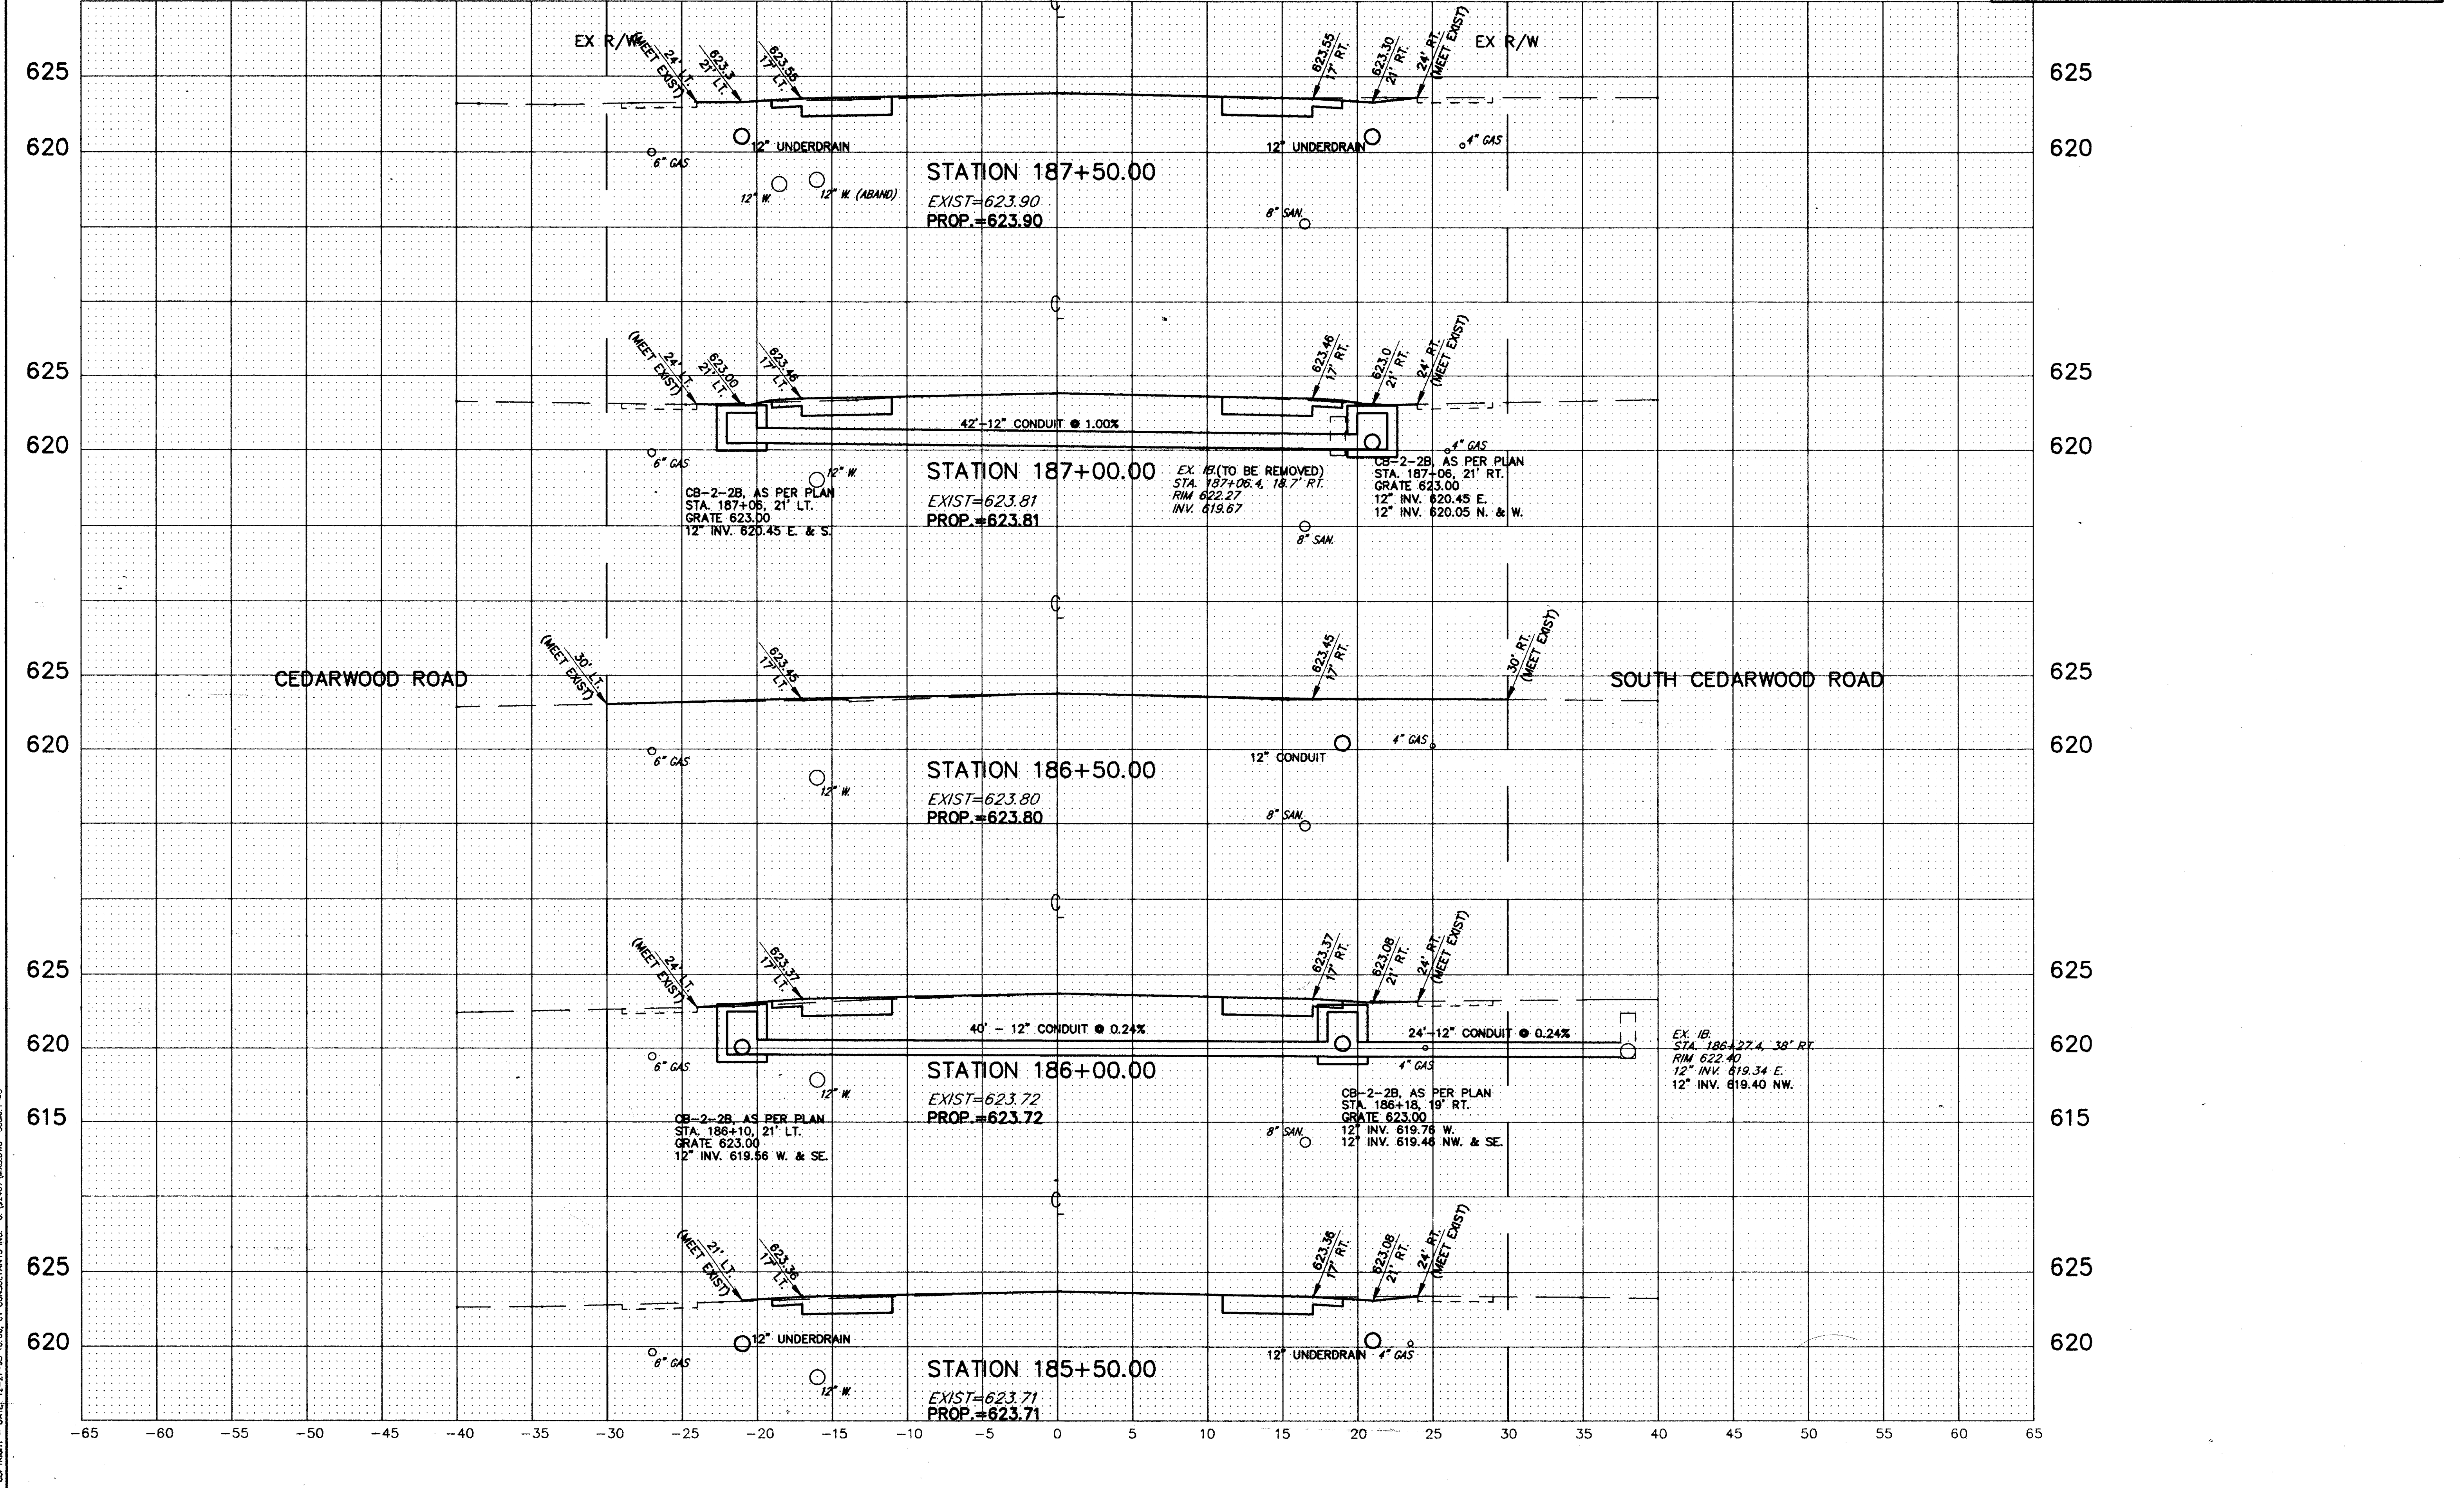 EX R/W
EX R/W
24' LT.
(MEET EXIST)
623.3
21' LT.
623.55
17' LT.
623.55
17' RT.
623.30
21' RT.
24' RT.
(MEET EXIST)
625
625
620
620
12" UNDERDRAIN
6" GAS
12" W.
12" W. (ABAND)
12" UNDERDRAIN
4" GAS
8" SAN.
STATION 187+50.00
EXIST=623.90
PROP.=623.90
24' LT.
(MEET EXIST)
623.00
21' LT.
623.46
17' LT.
623.46
17' RT.
623.0
21' RT.
24' RT.
(MEET EXIST)
625
625
42'-12" CONDUIT @ 1.00%
620
620
6" GAS
12" W.
4" GAS
STATION 187+00.00
EXIST=623.81
PROP.=623.81
CB-2-2B, AS PER PLAN
STA. 187+06, 21' LT.
GRATE 623.00
12" INV. 620.45 E. & S.
EX. IB.(TO BE REMOVED)
STA. 187+06.4, 18.7' RT.
RIM 622.27
INV. 619.67
CB-2-2B, AS PER PLAN
STA. 187+06, 21' RT.
GRATE 623.00
12" INV. 620.45 E.
12" INV. 620.05 N. & W.
8" SAN.
30' LT.
(MEET EXIST)
623.45
17' LT.
623.45
17' RT.
30' RT.
(MEET EXIST)
625
625
CEDARWOOD ROAD
SOUTH CEDARWOOD ROAD
620
620
6" GAS
12" W.
12" CONDUIT
4" GAS
STATION 186+50.00
EXIST=623.80
PROP.=623.80
8" SAN.
24' LT.
(MEET EXIST)
623.37
17' LT.
623.37
17' RT.
623.08
21' RT.
24' RT.
(MEET EXIST)
625
625
40' - 12" CONDUIT @ 0.24%
24'-12" CONDUIT @ 0.24%
620
620
6" GAS
12" W.
4" GAS
EX. IB.
STA. 186+27.4, 38' RT.
RIM 622.40
12" INV. 619.34 E.
12" INV. 619.40 NW.
STATION 186+00.00
EXIST=623.72
PROP.=623.72
615
615
CB-2-2B, AS PER PLAN
STA. 186+10, 21' LT.
GRATE 623.00
12" INV. 619.56 W. & SE.
CB-2-2B, AS PER PLAN
STA. 186+18, 19' RT.
GRATE 623.00
12" INV. 619.76 W.
12" INV. 619.46 NW. & SE.
8" SAN.
21' LT.
(MEET EXIST)
623.36
17' LT.
623.36
17' RT.
623.08
21' RT.
24' RT.
(MEET EXIST)
625
625
620
620
12" UNDERDRAIN
6" GAS
12" W.
12" UNDERDRAIN
4" GAS
STATION 185+50.00
EXIST=623.71
PROP.=623.71
-65 -60 -55 -50 -45 -40 -35 -30 -25 -20 -15 -10 -5 0 5 10 15 20 25 30 35 40 45 50 55 60 65